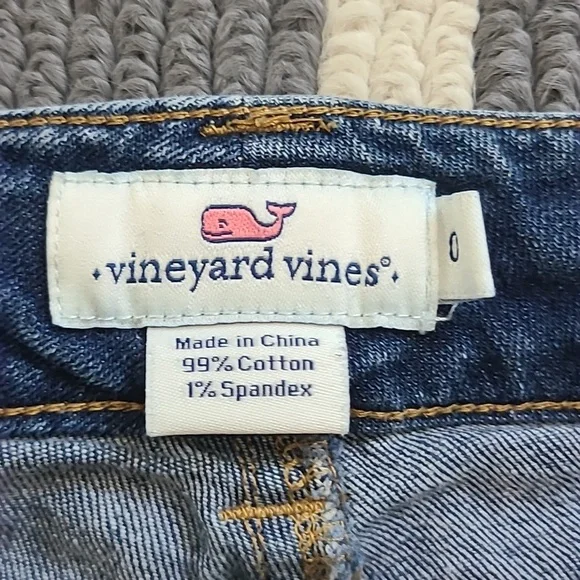 vineyard vines®
0
Made in China
99% Cotton
1% Spandex